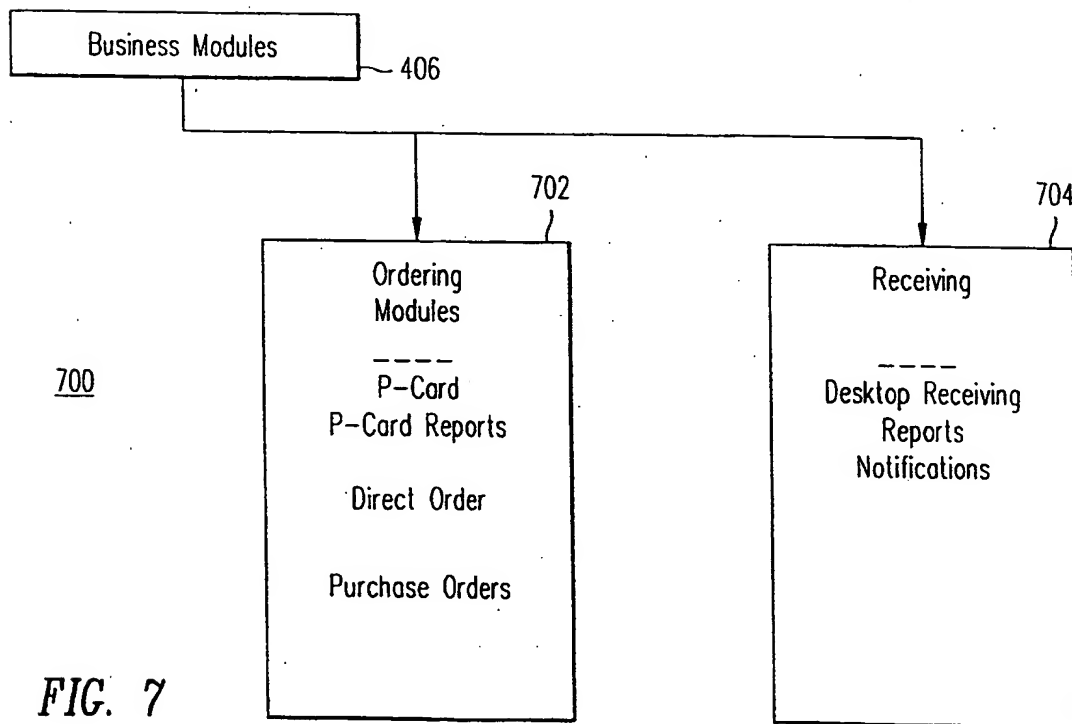 Business Modules
406
702
704
Ordering
Modules
----
P-Card
P-Card Reports
Direct Order
Purchase Orders
Receiving
----
Desktop Receiving
Reports
Notifications
700
FIG. 7